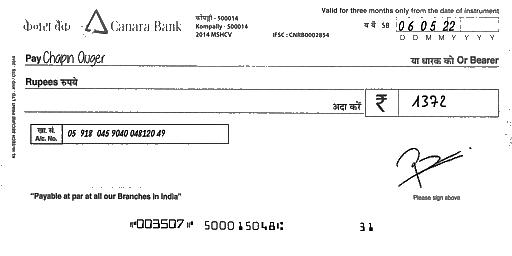 केनरा बैंक Canara Bank
कोंपल्ली - 500014
Kompally - 500014
2014 MSHCV
IFSC : CNRB0002854
Valid for three months only from the date of instrument
SB 06 05 22
D D M M Y Y Y Y
Pay Chapin Ouger या धारक को Or Bearer
Rupees रुपये
अदा करें ₹ 1372
खा. सं.
A/c. No. 05 918 045 9040 048120 49
"Payable at par at all our Branches in India"
Please sign above
⑈003507⑈ 500015048⑆ 31